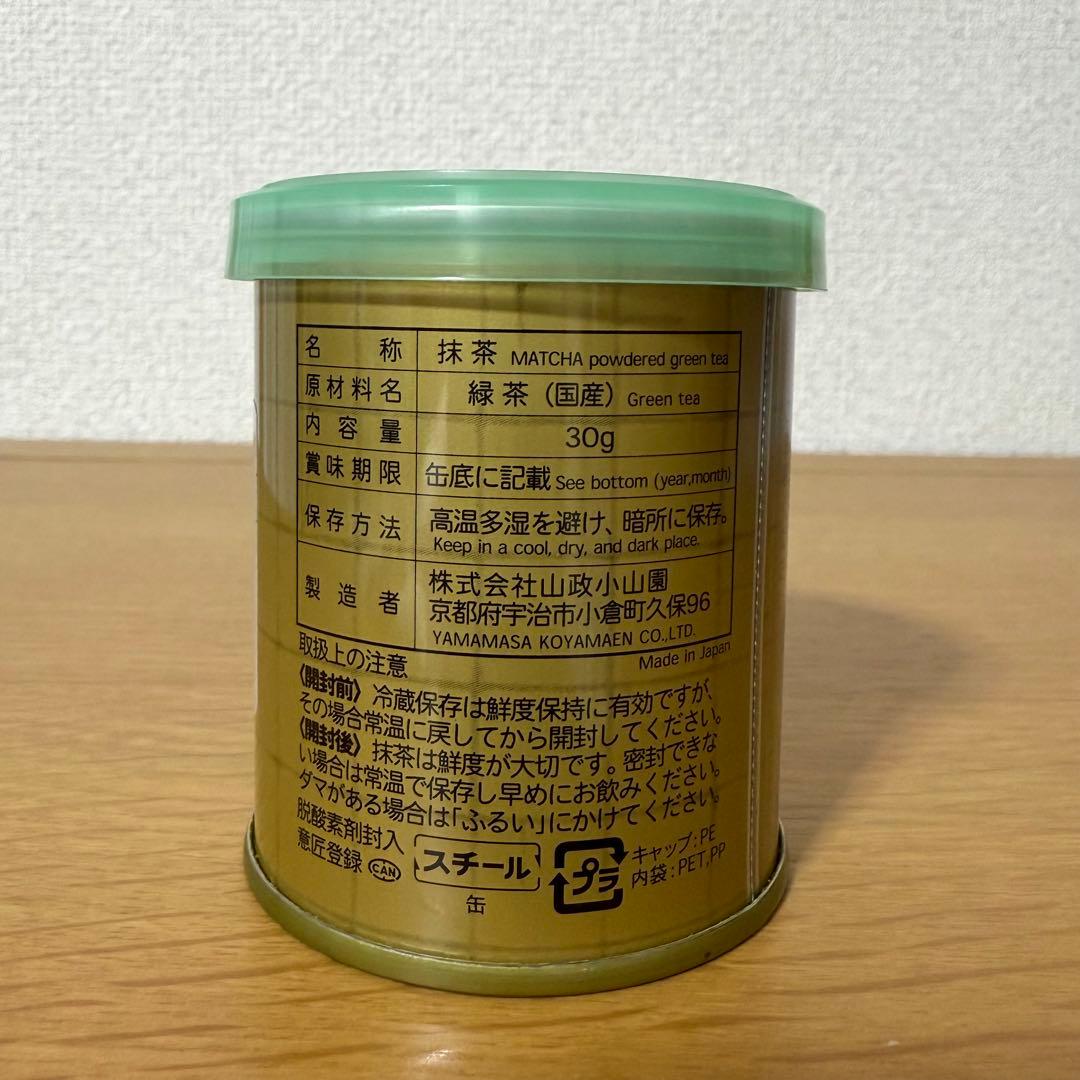 名称 抹茶 MATCHA powdered green tea
原材料名 緑茶(国産) Green tea
内容量 30g
賞味期限 缶底に記載 See bottom (year,month)
保存方法 高温多湿を避け、暗所に保存。
Keep in a cool, dry, and dark place.
製造者 株式会社山政小山園
京都府宇治市小倉町久保96
YAMAMASA KOYAMAEN CO.,LTD.
Made in Japan
取扱上の注意
〈開封前〉冷蔵保存は鮮度保持に有効ですが、
その場合常温に戻してから開封してください。
〈開封後〉抹茶は鮮度が大切です。密封できな
い場合は常温で保存し早めにお飲みください。
ダマがある場合は「ふるい」にかけてください。
脱酸素剤封入
意匠登録 CAN
スチール
缶
プラ
キャップ:PE
内袋:PET,PP